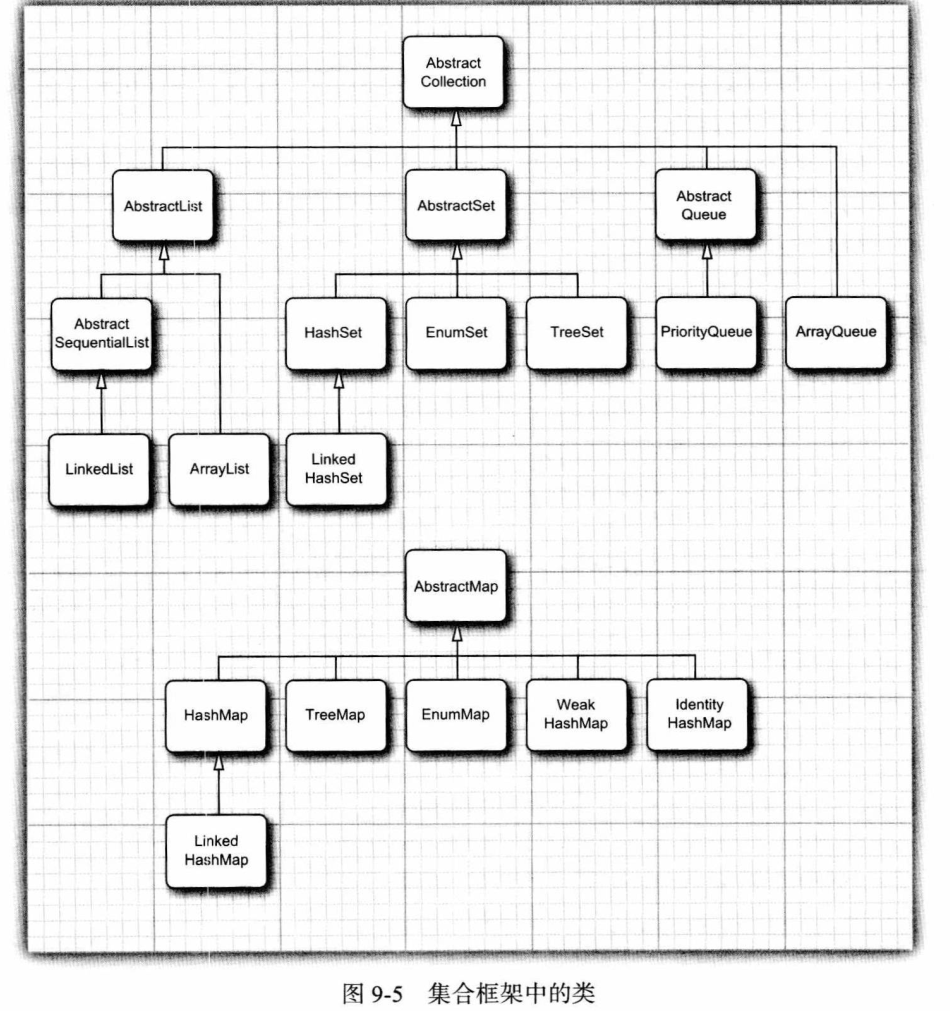 Abstract
Collection
AbstractList
AbstractSet
Abstract
Queue
Abstract
SequentialList
HashSet
EnumSet
TreeSet
PriorityQueue
ArrayQueue
LinkedList
ArrayList
Linked
HashSet
AbstractMap
HashMap
TreeMap
EnumMap
Weak
HashMap
Identity
HashMap
Linked
HashMap
图 9-5 集合框架中的类